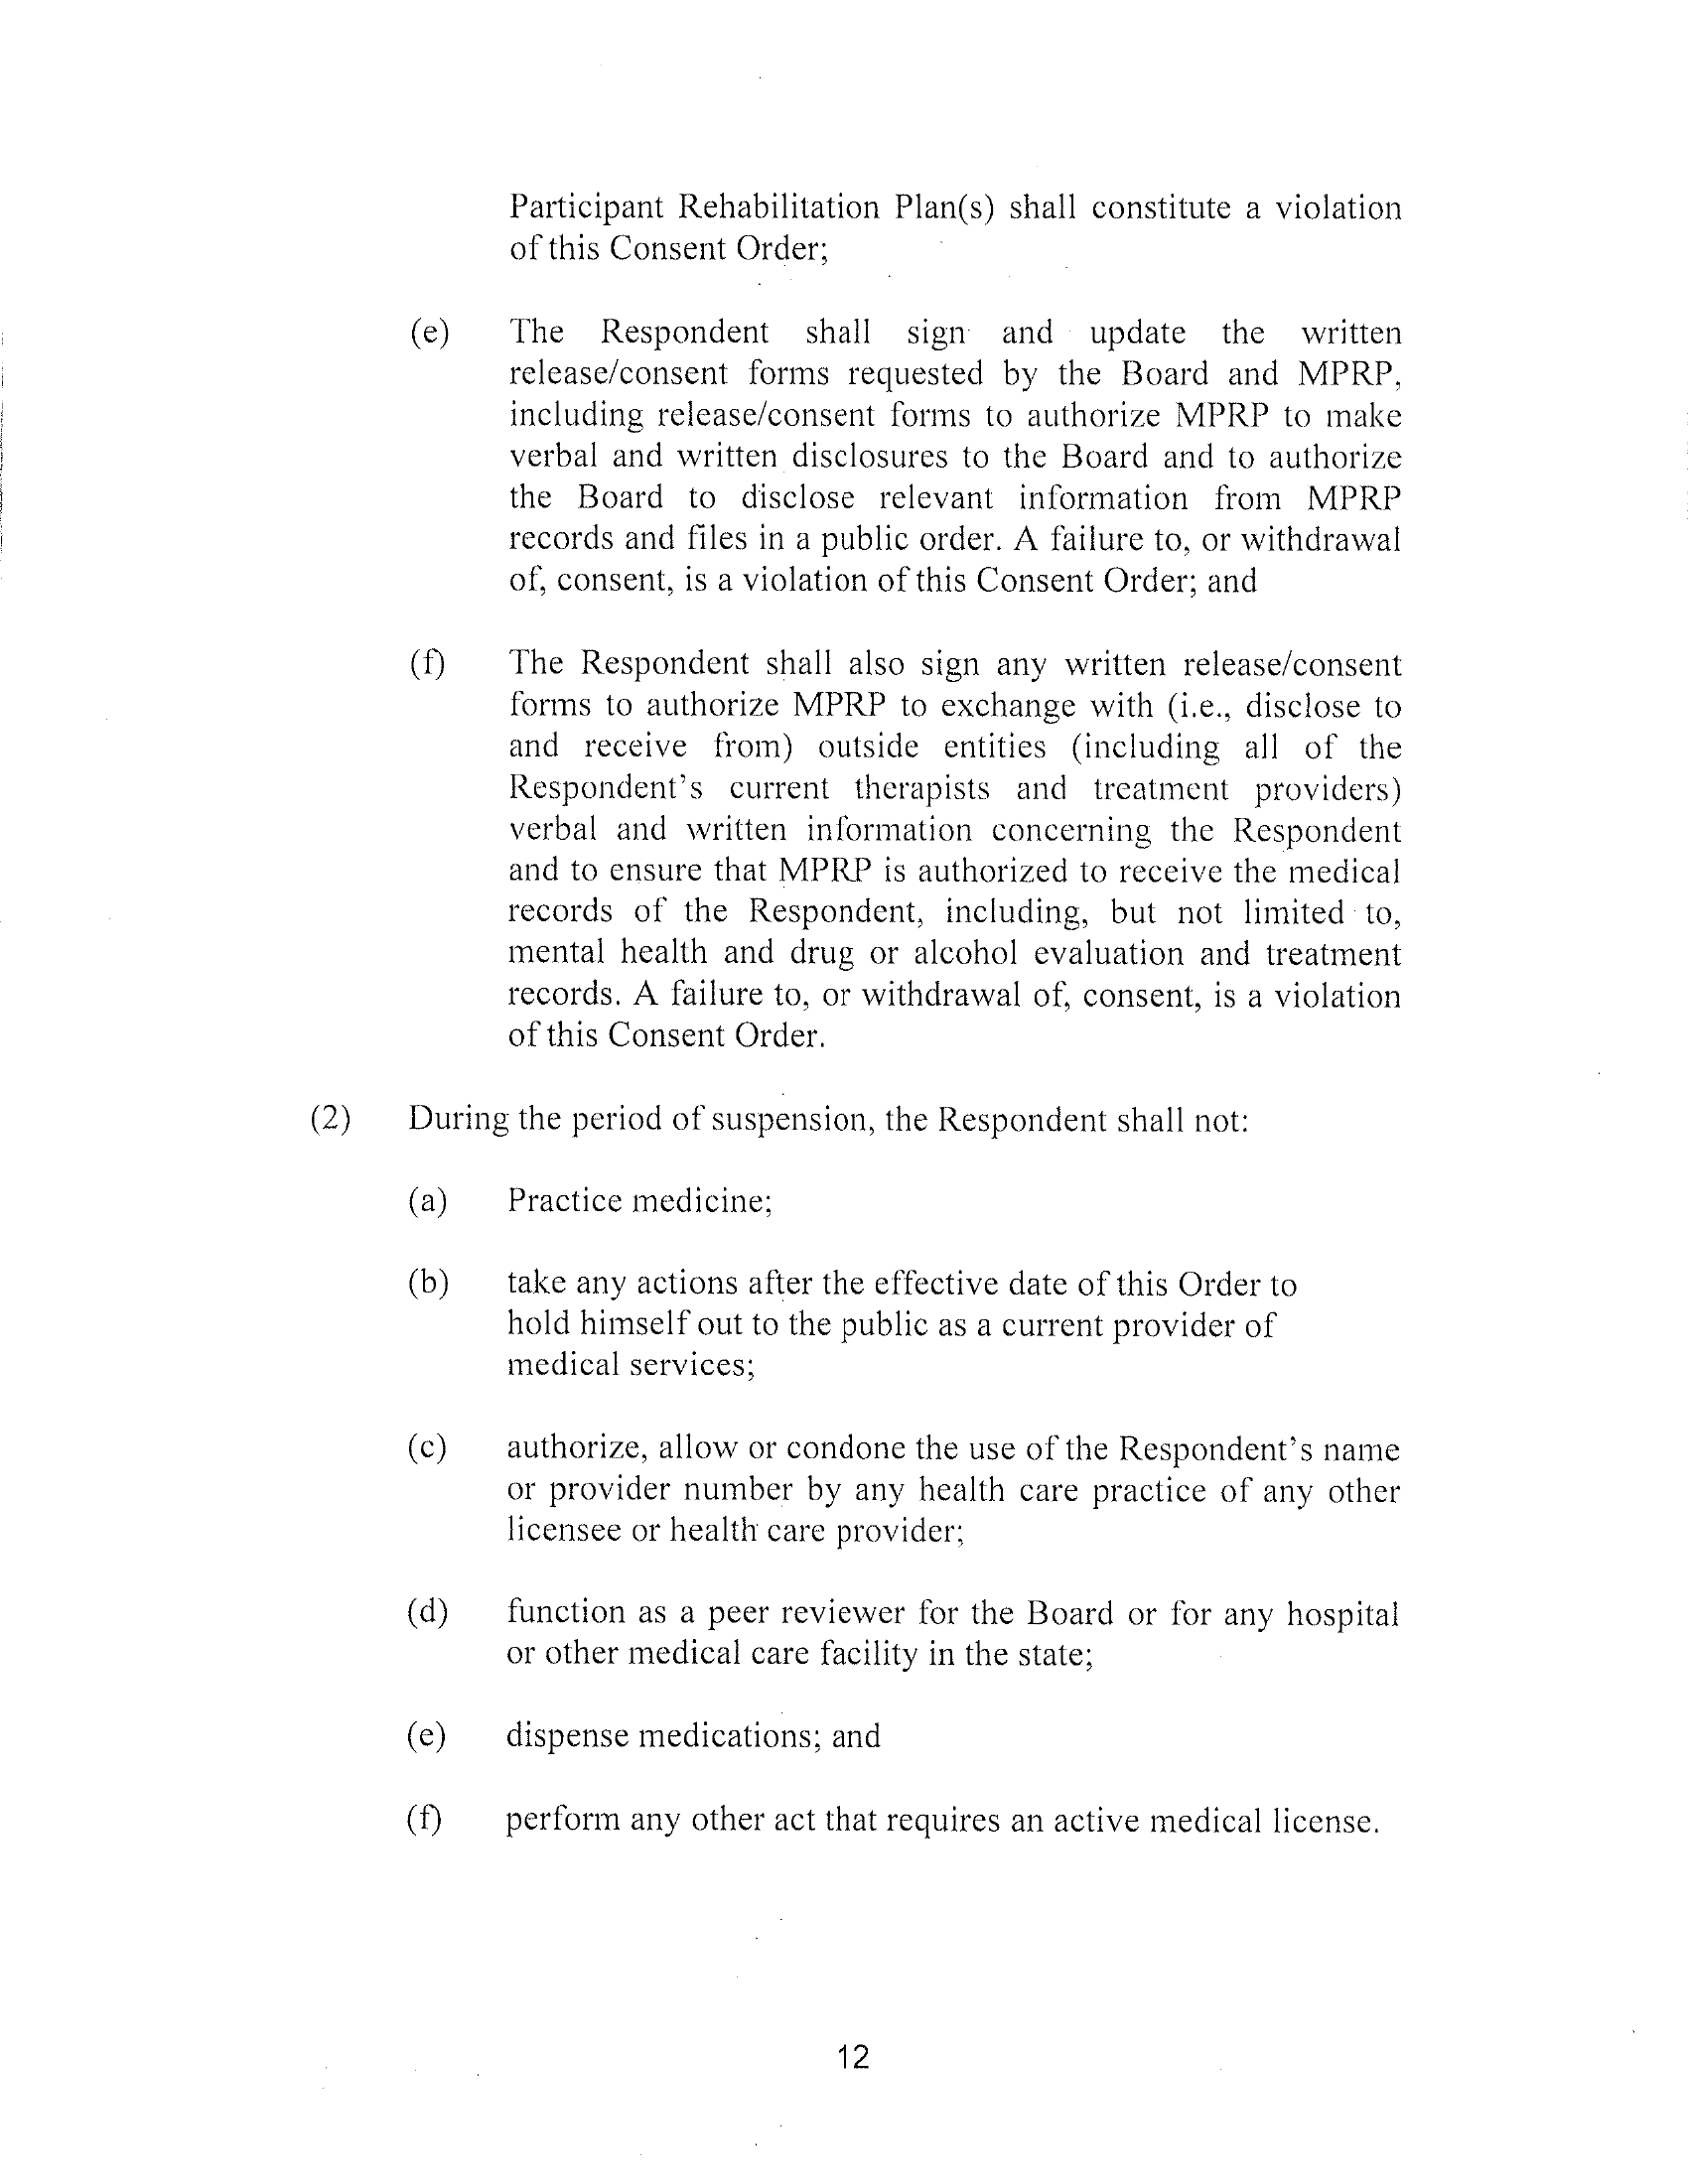 Participant Rehabilitation Plan(s) shall constitute a violation
of this Consent Order;
(e) The Respondent shall sign and update the written
release/consent forms requested by the Board and MPRP,
including release/consent forms to authorize MPRP to make
verbal and written disclosures to the Board and to authorize
the Board to disclose relevant information from MPRP
records and files in a public order. A failure to, or withdrawal
of, consent, is a violation of this Consent Order; and
(f) The Respondent shall also sign any written release/consent
forms to authorize MPRP to exchange with (i.e., disclose to
and receive from) outside entities (including all of the
Respondent's current therapists and treatment providers)
verbal and written information concerning the Respondent
and to ensure that MPRP is authorized to receive the medical
records of the Respondent, including, but not limited to,
mental health and drug or alcohol evaluation and treatment
records. A failure to, or withdrawal of, consent, is a violation
of this Consent Order.
(2) During the period of suspension, the Respondent shall not:
(a) Practice medicine;
(b) take any actions after the effective date of this Order to
hold himself out to the public as a current provider of
medical services;
(c) authorize, allow or condone the use of the Respondent's name
or provider number by any health care practice of any other
licensee or health care provider;
(d) function as a peer reviewer for the Board or for any hospital
or other medical care facility in the state;
(e) dispense medications; and
(f) perform any other act that requires an active medical license.
12